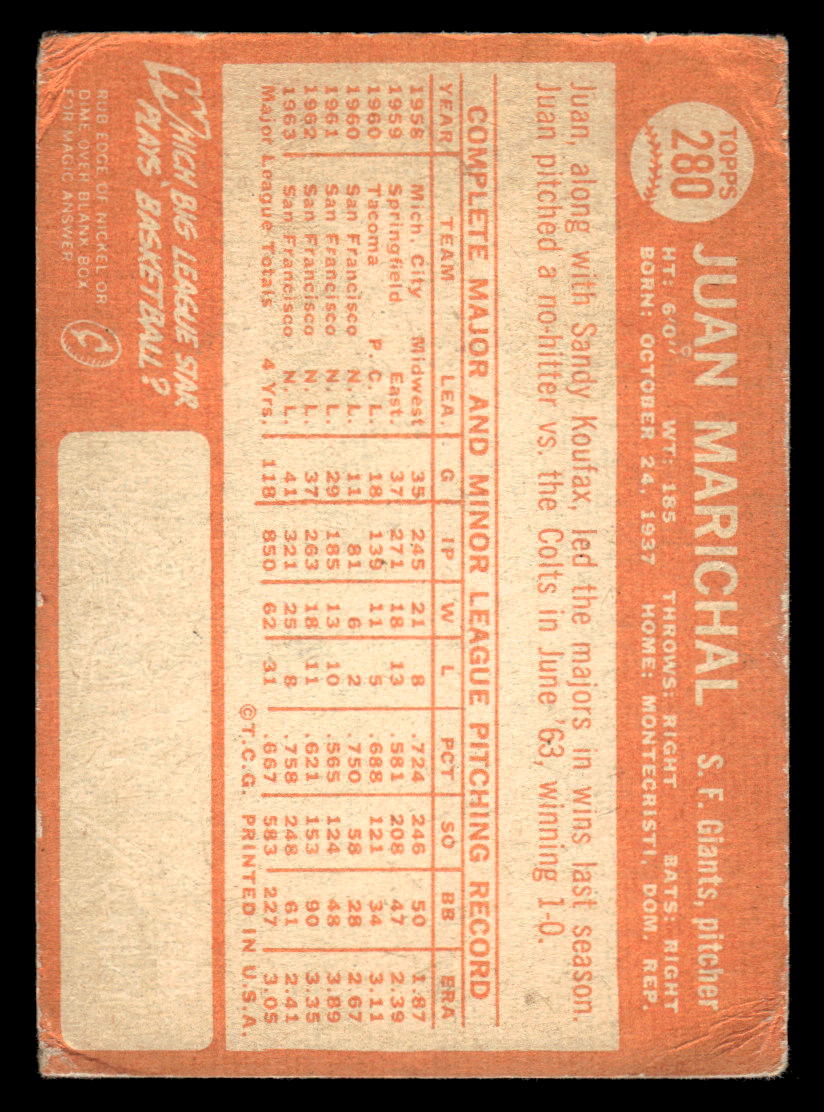 TOPPS
280
JUAN MARICHAL S. F. Giants, pitcher
HT: 6'0" WT: 185 THROWS: RIGHT BATS: RIGHT
BORN: OCTOBER 24, 1937 HOME: MONTECRISTI, DOM. REP.
Juan, along with Sandy Koufax, led the majors in wins last season.
Juan pitched a no-hitter vs. the Colts in June '63, winning 1-0.
COMPLETE MAJOR AND MINOR LEAGUE PITCHING RECORD
YEAR TEAM LEA. G IP W L PCT SO BB ERA
1958 Mich. City Midwest 35 245 21 8 .724 246 50 1.87
1959 Springfield East. 37 271 18 13 .581 208 47 2.39
1960 Tacoma P. C. L. 18 139 11 5 .688 121 34 3.11
1960 San Francisco N. L. 11 81 6 2 .750 58 28 2.67
1961 San Francisco N. L. 29 185 13 10 .565 124 48 3.89
1962 San Francisco N. L. 37 263 18 11 .621 153 90 3.35
1963 San Francisco N. L. 41 321 25 8 .758 248 61 2.41
Major League Totals 4 Yrs. 118 850 62 31 .667 583 227 3.05
©T.C.G. PRINTED IN U.S.A.
WHICH BIG LEAGUE STAR
PLAYS BASKETBALL?
RUB EDGE OF NICKEL OR
DIME OVER BLANK BOX
FOR MAGIC ANSWER